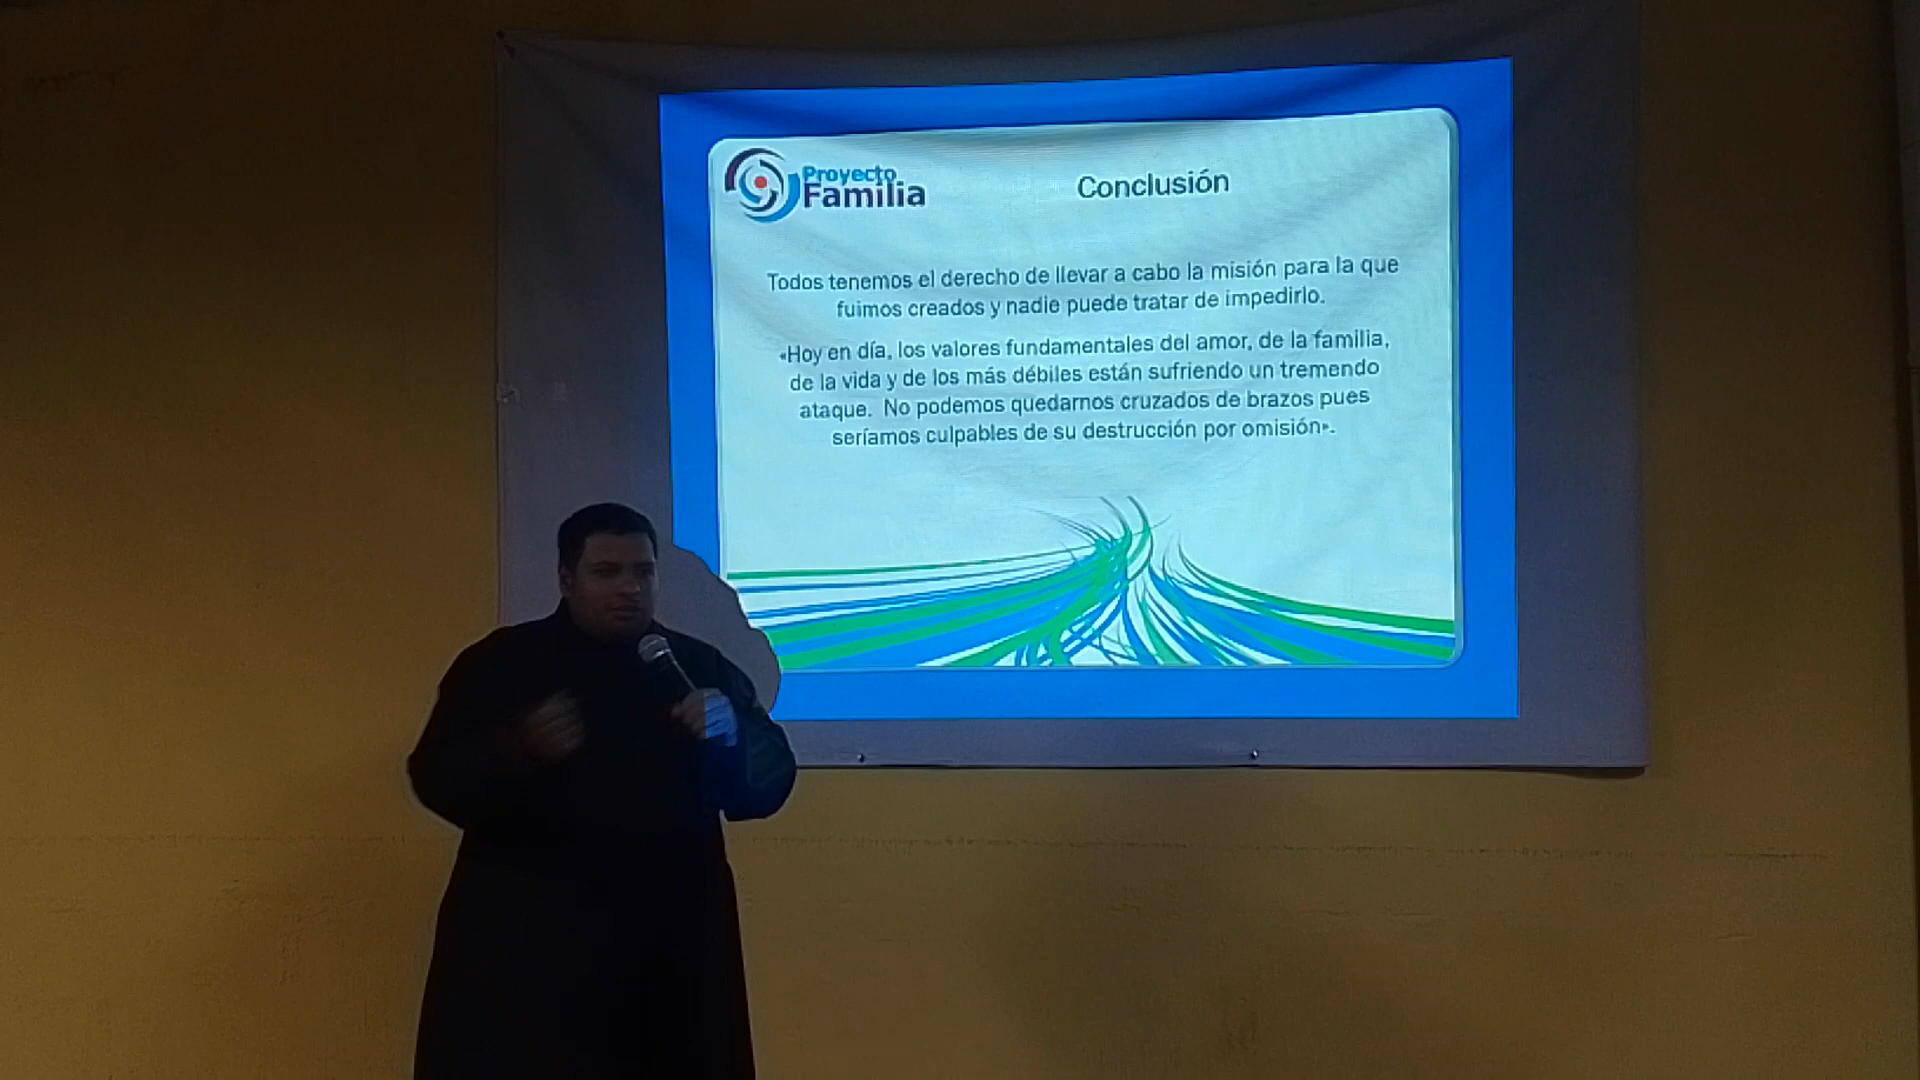 Proyecto
Familia
Conclusión
Todos tenemos el derecho de llevar a cabo la misión para la que
fuimos creados y nadie puede tratar de impedirlo.
«Hoy en día, los valores fundamentales del amor, de la familia,
de la vida y de los más débiles están sufriendo un tremendo
ataque. No podemos quedarnos cruzados de brazos pues
seríamos culpables de su destrucción por omisión».